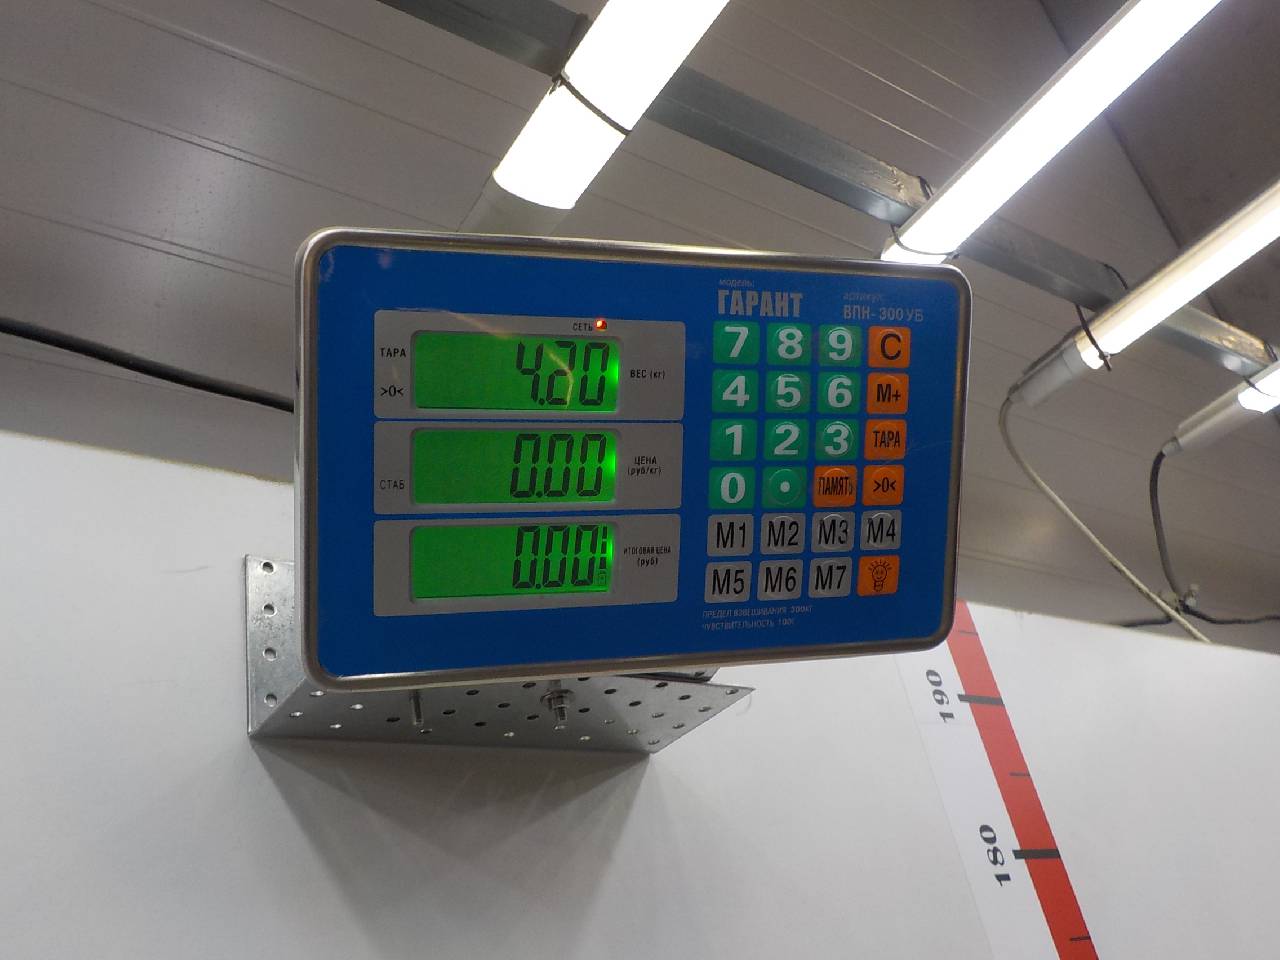 МОДЕЛЬ:
ГАРАНТ
АРТИКУЛ:
ВПН-300УБ
СЕТЬ
ТАРА
>0<
4.20
ВЕС (кг)
СТАБ
0.00
ЦЕНА
(руб/кг)
0.00
ИТОГОВАЯ ЦЕНА
(руб)
7 8 9 C
4 5 6 M+
1 2 3 ТАРА
0 . ПАМЯТЬ >0<
M1 M2 M3 M4
M5 M6 M7
ПРЕДЕЛ ВЗВЕШИВАНИЯ 300КГ
ЧУВСТВИТЕЛЬНОСТЬ 100Г
190
180